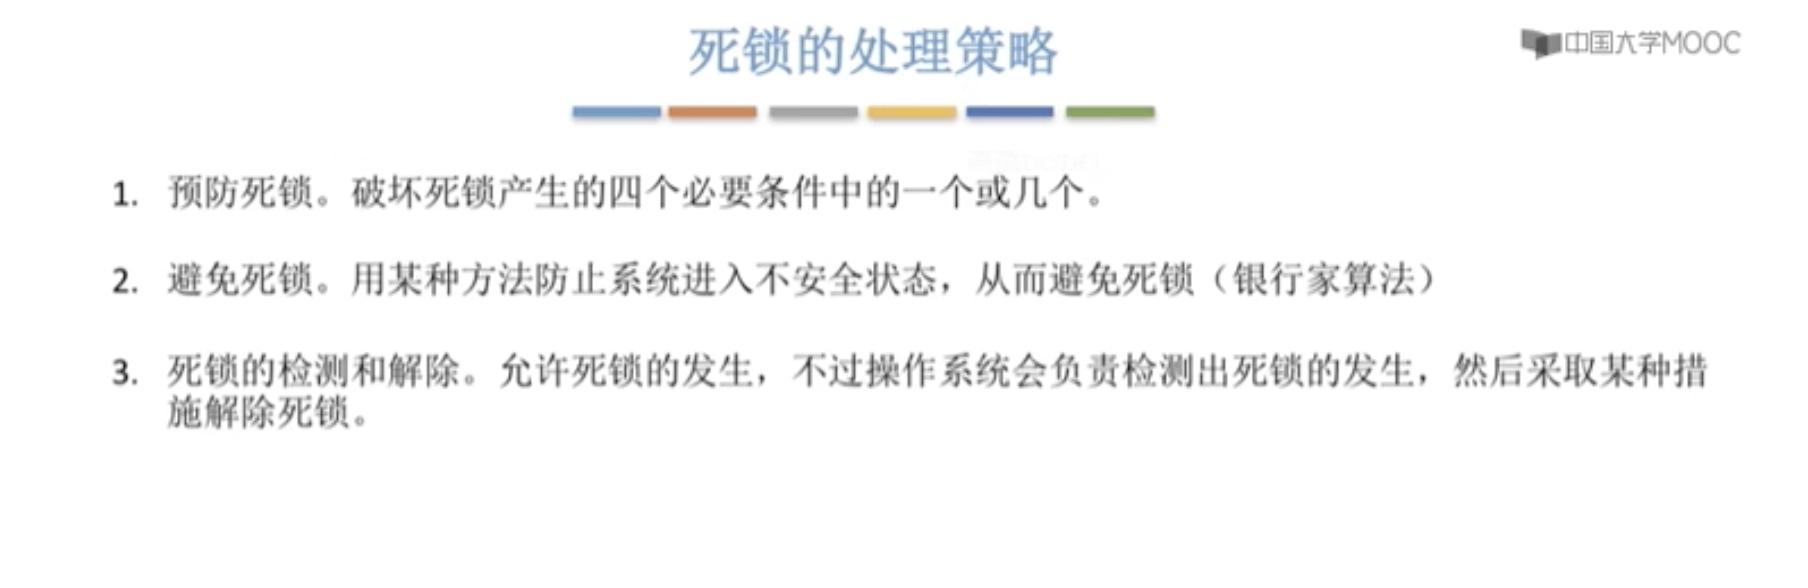 死锁的处理策略
中国大学MOOC
1. 预防死锁。破坏死锁产生的四个必要条件中的一个或几个。
2. 避免死锁。用某种方法防止系统进入不安全状态，从而避免死锁（银行家算法）
3. 死锁的检测和解除。允许死锁的发生，不过操作系统会负责检测出死锁的发生，然后采取某种措
施解除死锁。